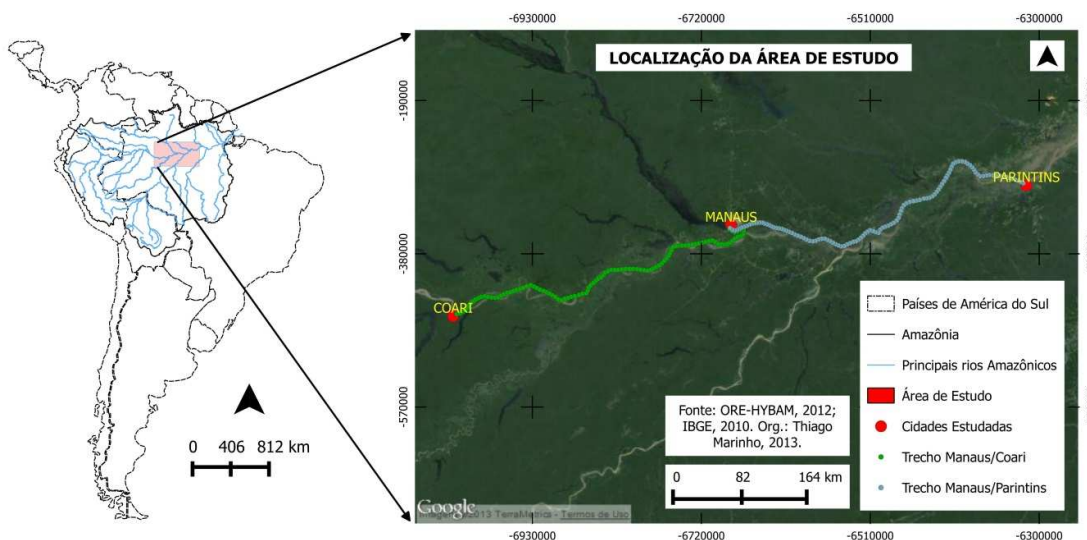 -6930000
-6720000
-6510000
-6300000
LOCALIZAÇÃO DA ÁREA DE ESTUDO
-190000
-380000
-570000
PARINTINS
MANAUS
COARI
Países de América do Sul
Amazônia
Principais rios Amazônicos
Área de Estudo
Cidades Estudadas
Trecho Manaus/Coari
Trecho Manaus/Parintins
Fonte: ORE-HYBAM, 2012;
IBGE, 2010. Org.: Thiago
Marinho, 2013.
0 82 164 km
0 406 812 km
Google
2013 TerraMetrica - Termos de Uso
-6930000
-6720000
-6510000
-6300000